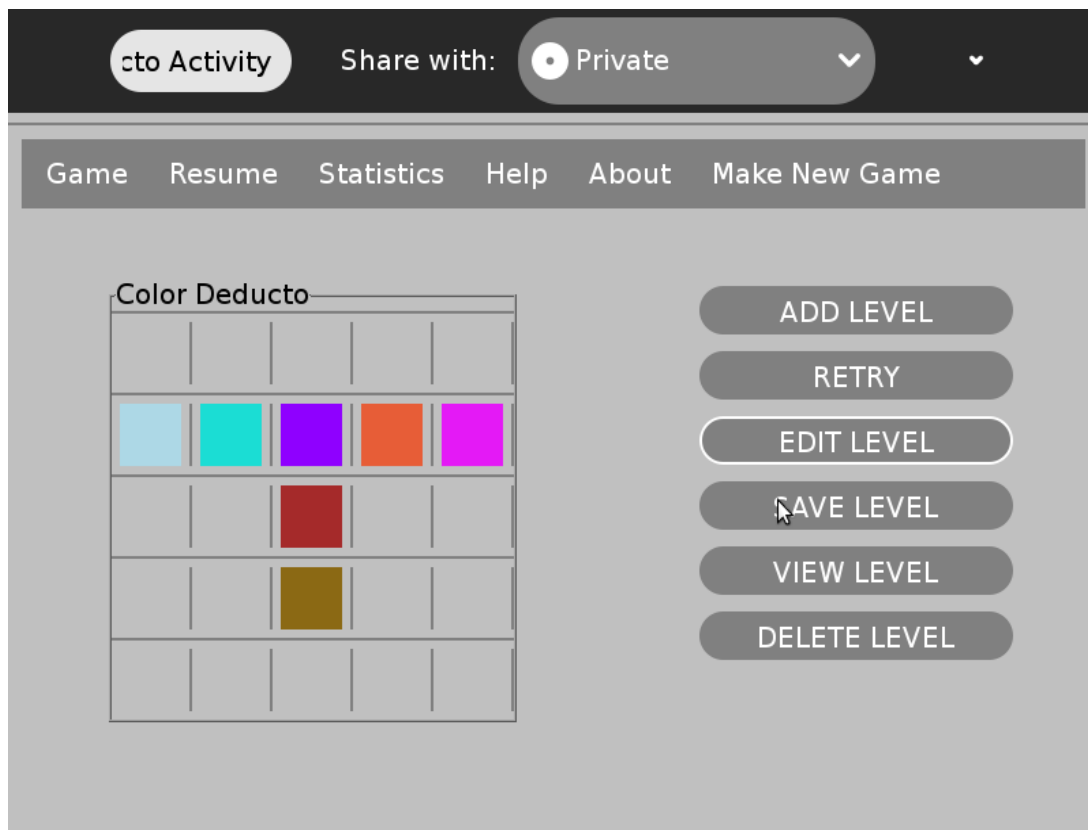 cto Activity Share with: Private
Game Resume Statistics Help About Make New Game
Color Deducto
ADD LEVEL
RETRY
EDIT LEVEL
SAVE LEVEL
VIEW LEVEL
DELETE LEVEL